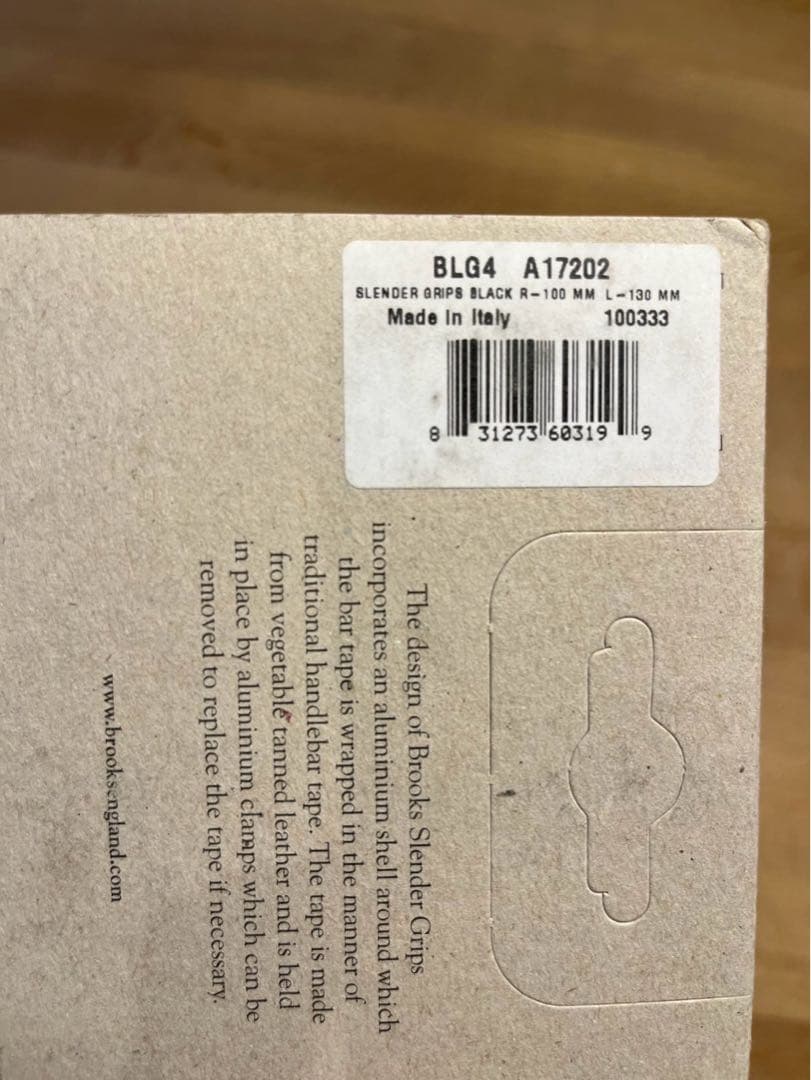 BLG4 A17202
SLENDER GRIPS BLACK R-100 MM L-130 MM
Made In Italy 100333
8 31273 60319 9
The design of Brooks Slender Grips
incorporates an aluminium shell around which
the bar tape is wrapped in the manner of
traditional handlebar tape. The tape is made
from vegetable tanned leather and is held
in place by aluminium clamps which can be
removed to replace the tape if necessary.
www.brooksengland.com